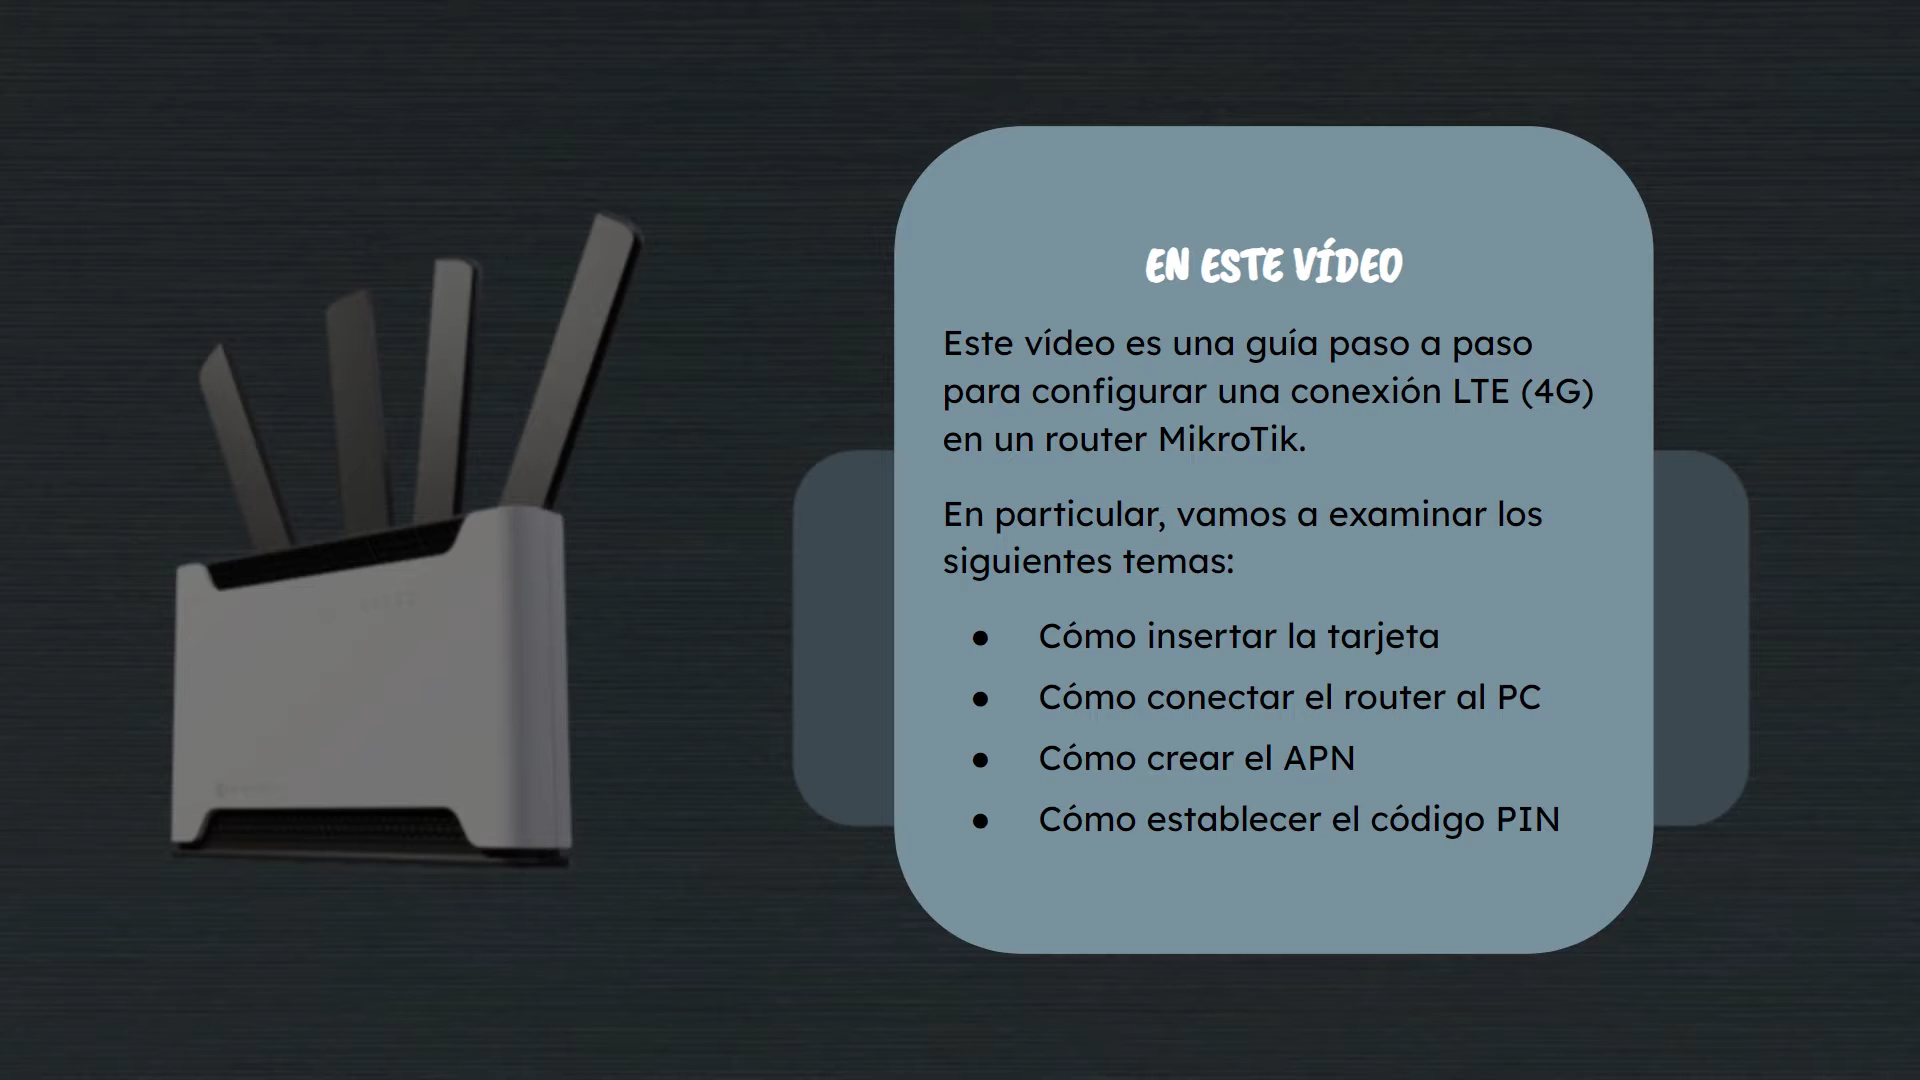 EN ESTE VÍDEO
Este vídeo es una guía paso a paso
para configurar una conexión LTE (4G)
en un router MikroTik.
En particular, vamos a examinar los
siguientes temas:
● Cómo insertar la tarjeta
● Cómo conectar el router al PC
● Cómo crear el APN
● Cómo establecer el código PIN